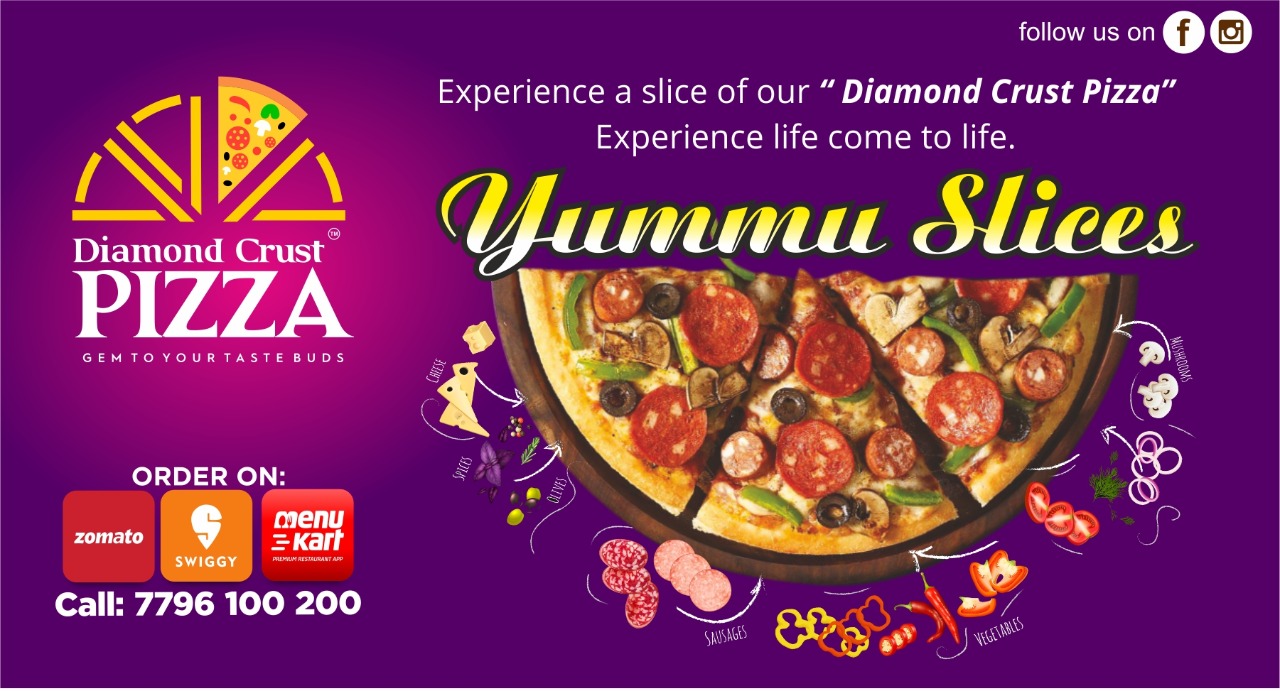 follow us on
Experience a slice of our “ Diamond Crust Pizza”
Experience life come to life.
Yummu Slices
Diamond Crust TM
PIZZA
GEM TO YOUR TASTE BUDS
CHEESE
SPICES
OLIVES
MUSHROOMS
SAUSAGES
VEGETABLES
ORDER ON:
zomato
SWIGGY
menu
kart
PREMIUM RESTAURANT APP
Call: 7796 100 200